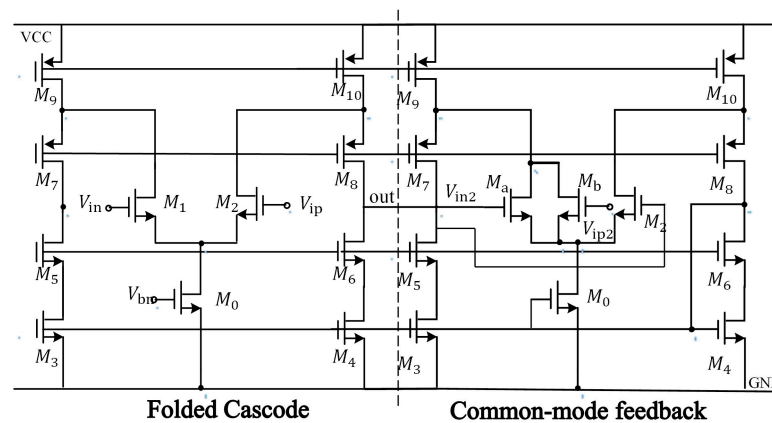 VCC
M9 M10 M9 M10
M7 M8 M7 M8
Vin M1 M2 Vip out Vin2 Ma Mb Vip2 M2
M5 M6 M5 M6
Vbn M0 M0
M3 M4 M3 M4
GN
Folded Cascode Common-mode feedback